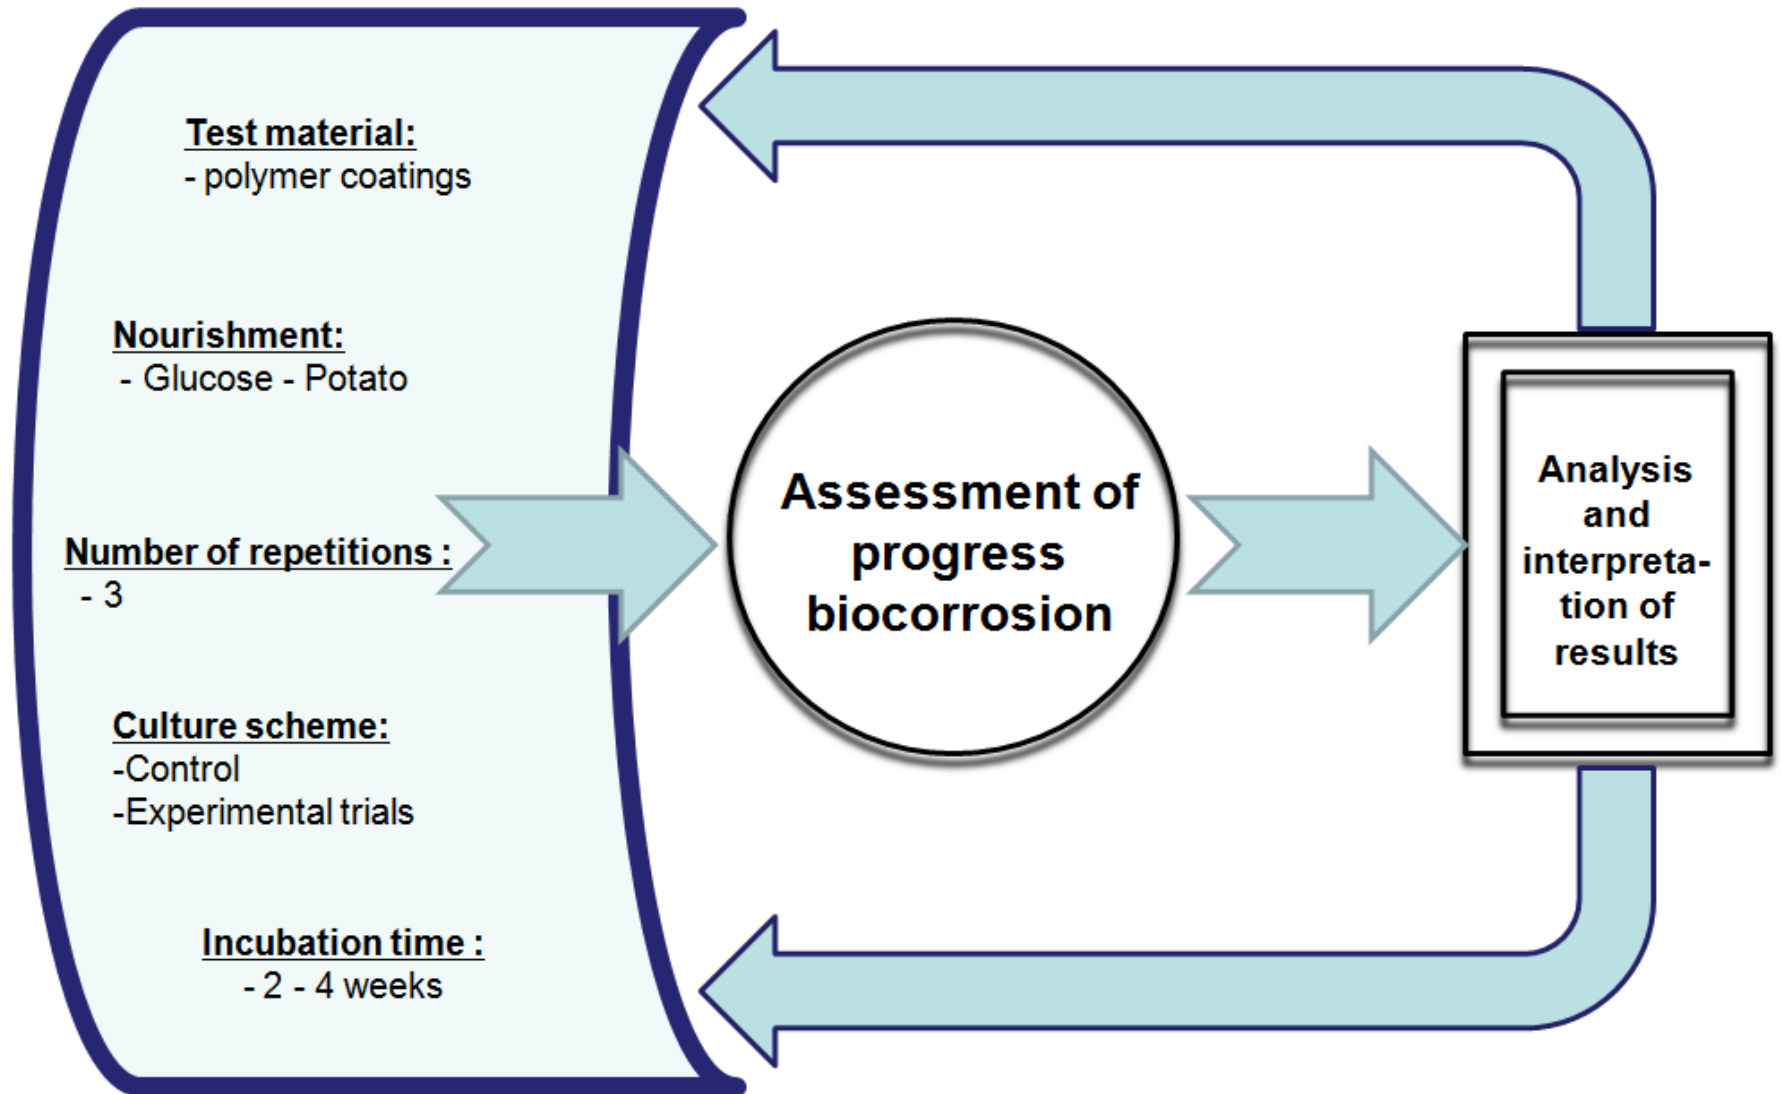 Test material:
- polymer coatings
Nourishment:
- Glucose - Potato
Number of repetitions :
- 3
Culture scheme:
-Control
-Experimental trials
Incubation time :
- 2 - 4 weeks
Assessment of
progress
biocorrosion
Analysis
and
interpreta-
tion of
results